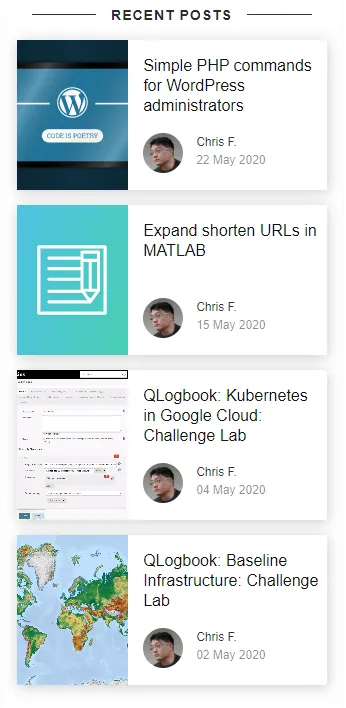 RECENT POSTS
CODE IS POETRY
Simple PHP commands
for WordPress
administrators
Chris F.
22 May 2020
Expand shorten URLs in
MATLAB
Chris F.
15 May 2020
QLogbook: Kubernetes
in Google Cloud:
Challenge Lab
Chris F.
04 May 2020
QLogbook: Baseline
Infrastructure: Challenge
Lab
Chris F.
02 May 2020